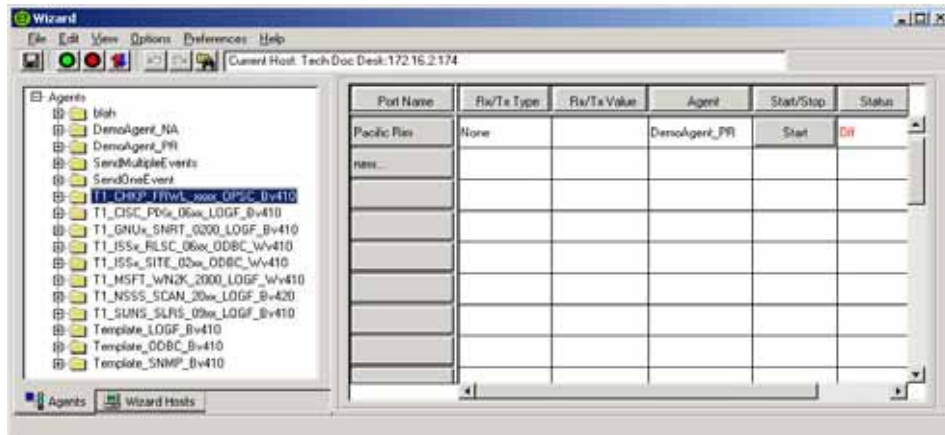 Wizard
File Edit View Options Preferences Help
Current Host: Tech Doc Desk:172.16.2.174
Agents
blah
DemoAgent_NA
DemoAgent_PR
SendMultipleEvents
SendOneEvent
T1_CHKP_FRWL_xxxx_OPSC_Bv410
T1_CISC_PIXx_06xx_LOGF_Bv410
T1_GNUx_SNRT_0200_LOGF_Bv410
T1_ISSx_RLSC_06xx_ODBC_Wv410
T1_ISSx_SITE_02xx_ODBC_Wv410
T1_MSFT_WN2K_2000_LOGF_Wv410
T1_NSSS_SCAN_20xx_LOGF_Bv420
T1_SUNS_SLRS_09xx_LOGF_Bv410
Template_LOGF_Bv410
Template_ODBC_Bv410
Template_SNMP_Bv410
Agents Wizard Hosts
Port Name Rx/Tx Type Rx/Tx Value Agent Start/Stop Status
Pacific Rim None DemoAgent_PR Start Off
new...